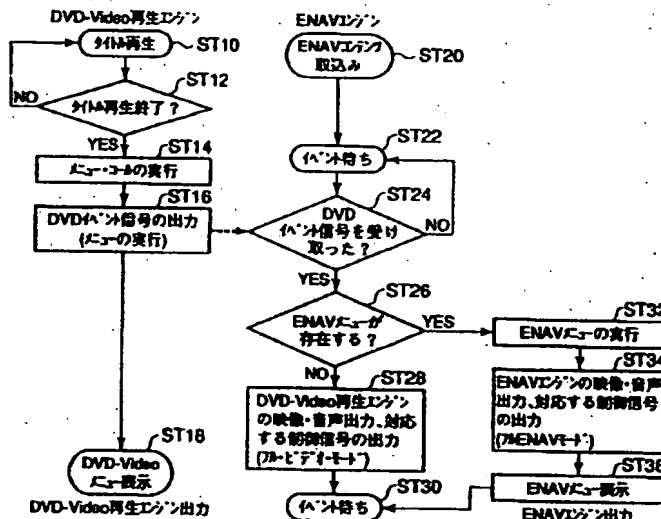 DVD-Video再生エンジン
タイトル再生
ST10
ST12
NO
タイトル再生終了?
YES
ST14
メニュー・コールの実行
ST16
DVDイベント信号の出力
(メニューの実行)
ST18
DVD-Video
メニュー表示
DVD-Video再生エンジン出力
ENAVエンジン
ENAVコンテンツ
取込み
ST20
ST22
イベント待ち
ST24
DVD
イベント信号を受け
取った?
NO
YES
ST26
ENAVメニューが
存在する?
YES
NO
ST28
DVD-Video再生エンジン
の映像・音声出力、対応
する制御信号の出力
(フル・ビデオ・モード)
ST30
イベント待ち
ST32
ENAVメニューの実行
ST34
ENAVエンジンの映像・音声
出力、対応する制御信号
の出力
(フルENAVモード)
ST36
ENAVメニュー表示
ENAVエンジン出力